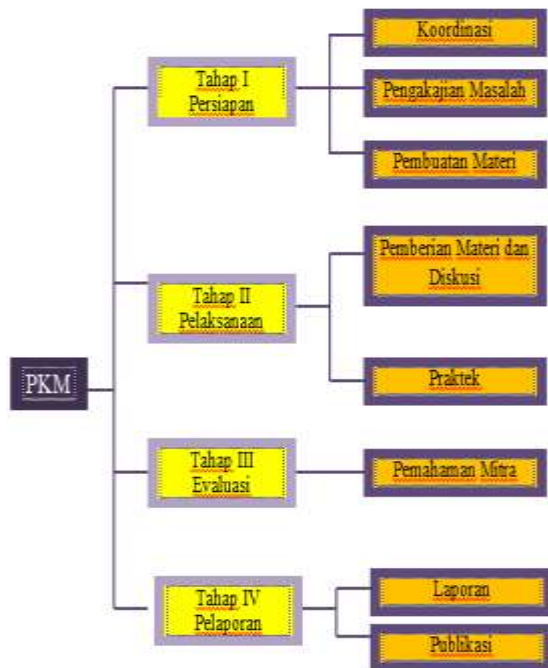 PKM
Tahap I
Persiapan
Koordinasi
Pengakajian Masalah
Pembuatan Materi
Tahap II
Pelaksanaan
Pemberian Materi dan
Diskusi
Praktek
Tahap III
Evaluasi
Pemahaman Mitra
Tahap IV
Pelaporan
Laporan
Publikasi